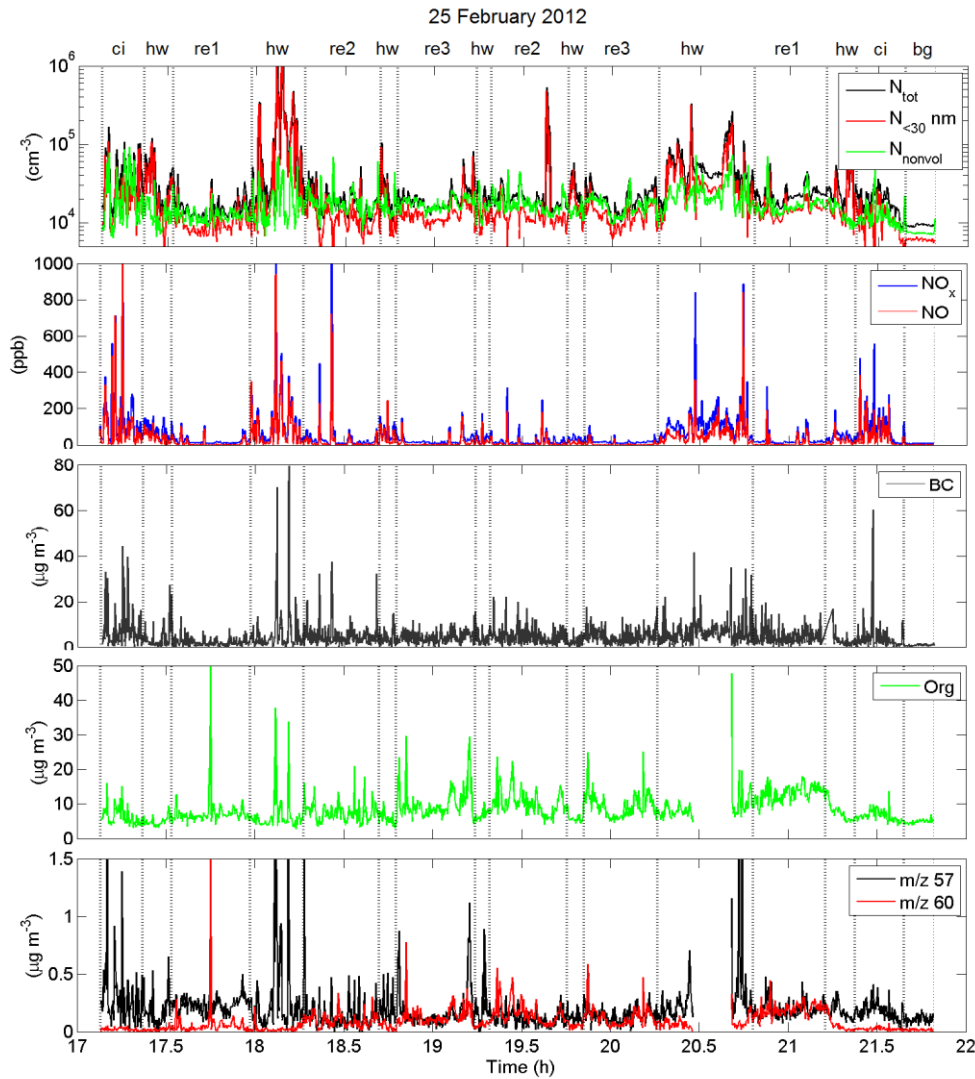 25 February 2012
ci hw re1 hw re2 hw re3 hw re2 hw re3 hw re1 hw ci bg
10^6
10^5
10^4
(cm^-3)
N_tot
N_<30 nm
N_nonvol
1000
800
600
400
200
0
(ppb)
NO_x
NO
80
60
40
20
0
(μg m^-3)
BC
50
40
30
20
10
0
(μg m^-3)
Org
1.5
1
0.5
0
(μg m^-3)
m/z 57
m/z 60
17 17.5 18 18.5 19 19.5 20 20.5 21 21.5 22
Time (h)